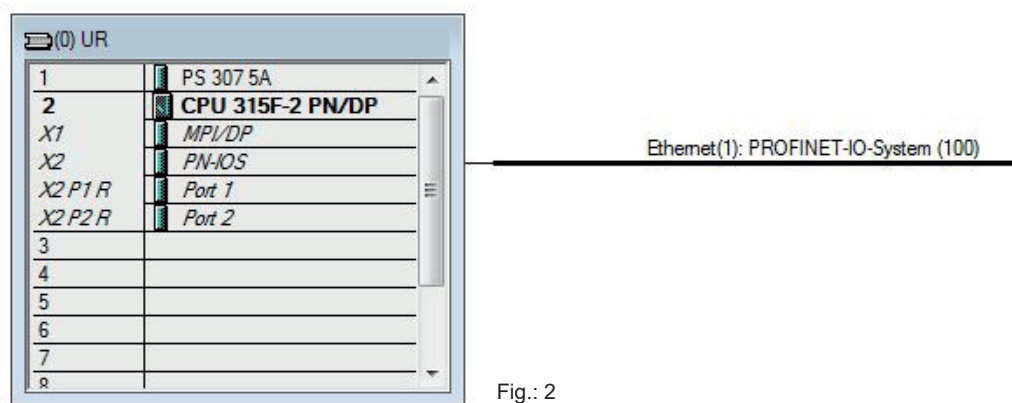 (0) UR
1 PS 307 5A
2 CPU 315F-2 PN/DP
X1 MPI/DP
X2 PN-IOS
X2 P1 R Port 1
X2 P2 R Port 2
3
4
5
6
7
8
Ethernet(1): PROFINET-IO-System (100)
Fig.: 2